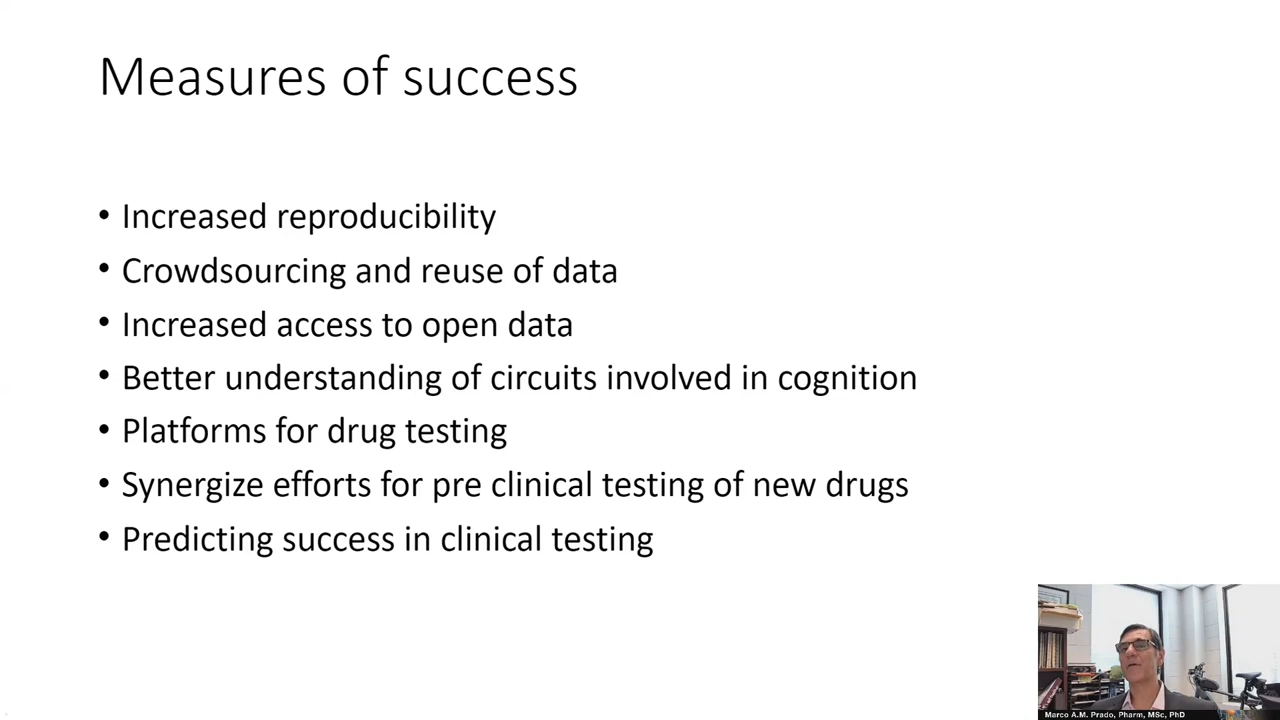 Measures of success
• Increased reproducibility
• Crowdsourcing and reuse of data
• Increased access to open data
• Better understanding of circuits involved in cognition
• Platforms for drug testing
• Synergize efforts for pre clinical testing of new drugs
• Predicting success in clinical testing
Marco A.M. Prado, Pharm, MSc, PhD